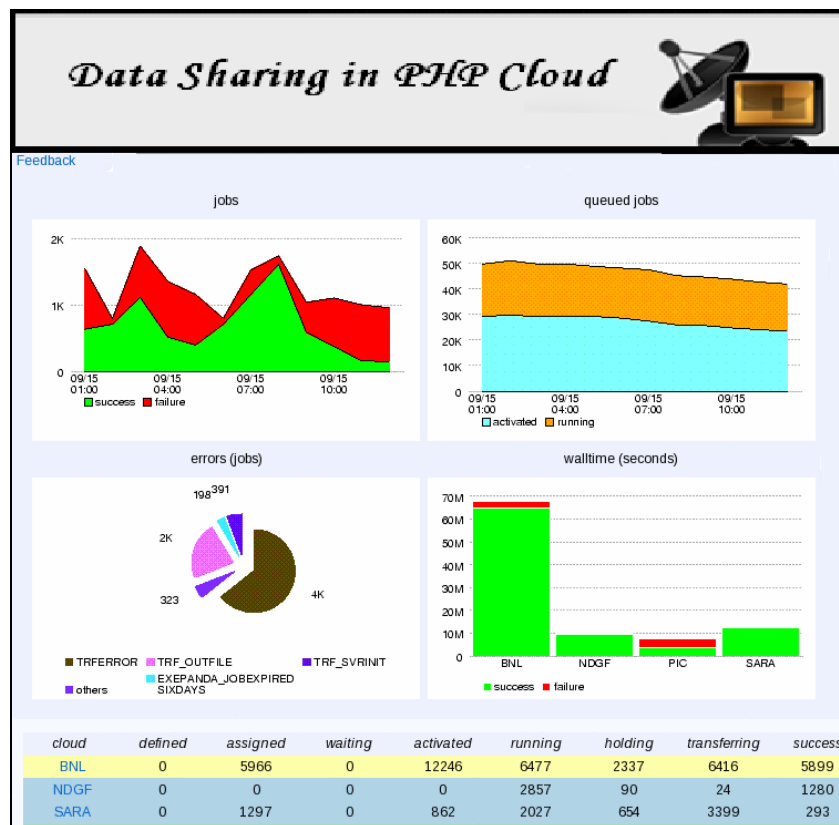 Data Sharing in PHP Cloud
Feedback
jobs
2K
1K
0
09/15 09/15 09/15 09/15
01:00 04:00 07:00 10:00
success failure
queued jobs
60K
50K
40K
30K
20K
10K
0
09/15 09/15 09/15 09/15
01:00 04:00 07:00 10:00
activated running
errors (jobs)
198 391
2K
323
4K
TRFERROR TRF_OUTFILE TRF_SVRINIT
others EXEPANDA_JOBEXPIRED
SIXDAYS
walltime (seconds)
70M
60M
50M
40M
30M
20M
10M
0
BNL NDGF PIC SARA
success failure
cloud defined assigned waiting activated running holding transferring success
BNL 0 5966 0 12246 6477 2337 6416 5899
NDGF 0 0 0 0 2857 90 24 1280
SARA 0 1297 0 862 2027 654 3399 293